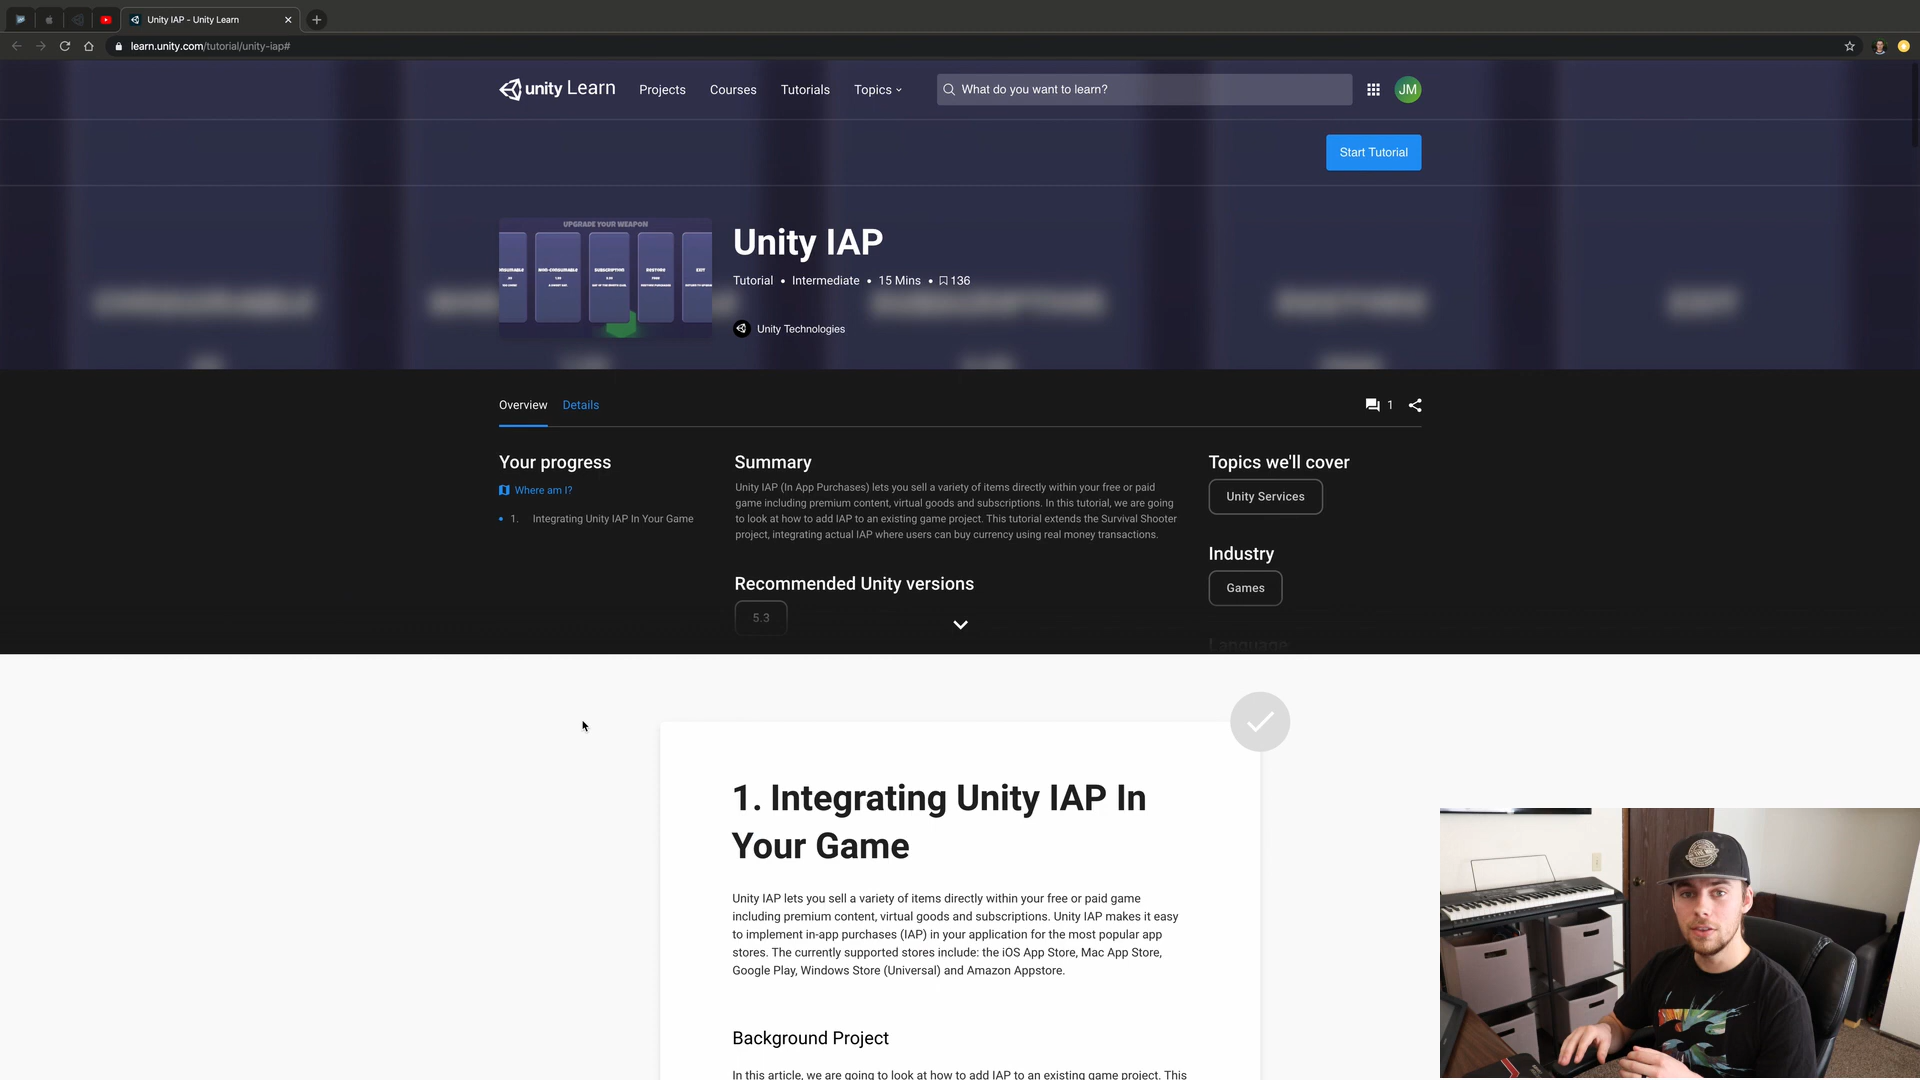 Unity IAP - Unity Learn
learn.unity.com/tutorial/unity-iap#
unity Learn
Projects
Courses
Tutorials
Topics
What do you want to learn?
JM
Start Tutorial
UPGRADE YOUR WEAPON
NON-CONSUMABLE
SUBSCRIPTION
RESTORE
EXIT
Unity IAP
Tutorial • Intermediate • 15 Mins • 136
Unity Technologies
Overview
Details
1
Your progress
Where am I?
1. Integrating Unity IAP In Your Game
Summary
Unity IAP (In App Purchases) lets you sell a variety of items directly within your free or paid
game including premium content, virtual goods and subscriptions. In this tutorial, we are going
to look at how to add IAP to an existing game project. This tutorial extends the Survival Shooter
project, integrating actual IAP where users can buy currency using real money transactions.
Recommended Unity versions
5.3
Topics we'll cover
Unity Services
Industry
Games
Language
1. Integrating Unity IAP In
Your Game
Unity IAP lets you sell a variety of items directly within your free or paid game
including premium content, virtual goods and subscriptions. Unity IAP makes it easy
to implement in-app purchases (IAP) in your application for the most popular app
stores. The currently supported stores include: the iOS App Store, Mac App Store,
Google Play, Windows Store (Universal) and Amazon Appstore.
Background Project
In this article, we are going to look at how to add IAP to an existing game project. This